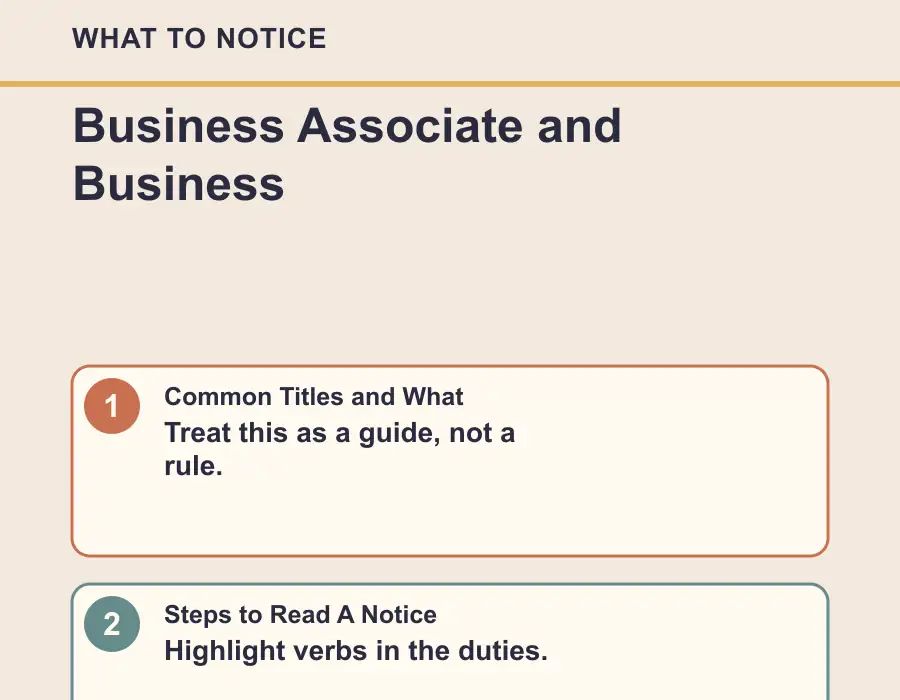 WHAT TO NOTICE
Business Associate and
Business
1
Common Titles and What
Treat this as a guide, not a
rule.
2
Steps to Read A Notice
Highlight verbs in the duties.